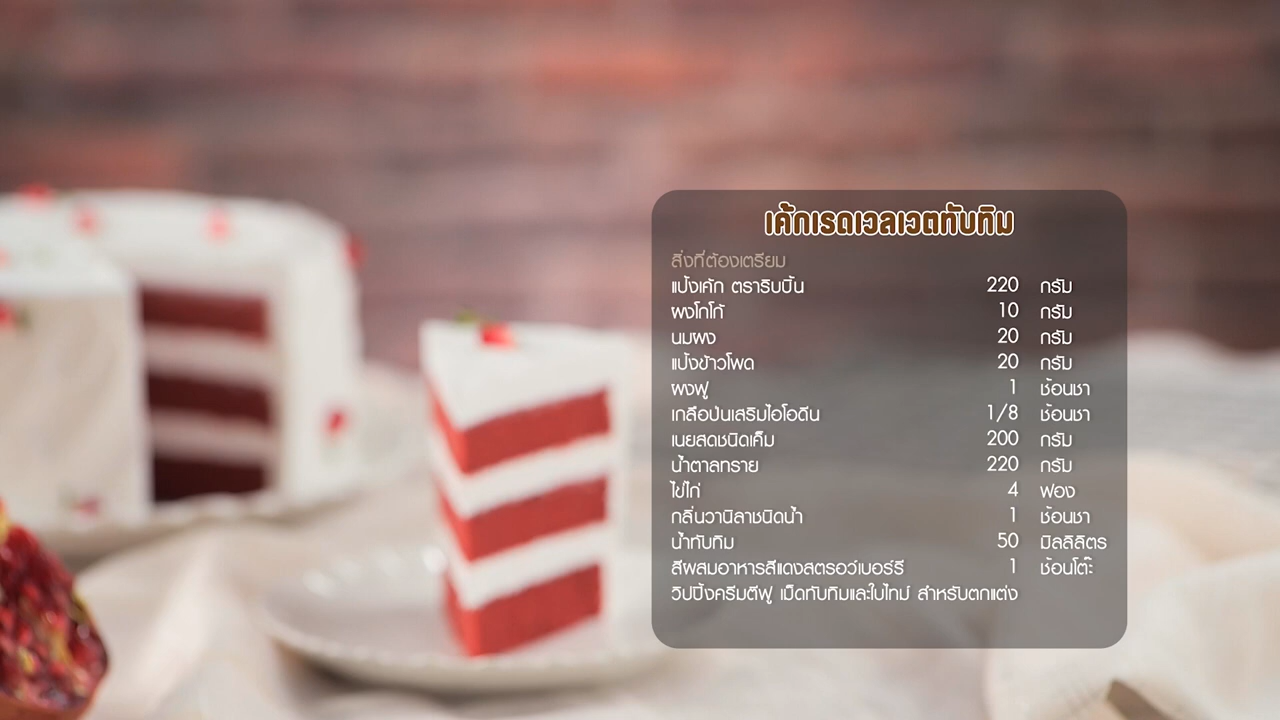 เค้กเรดเวลเวตทับทิม
สิ่งที่ต้องเตรียม
แป้งเค้ก ตราริบบิ้น 220 กรัม
ผงโกโก้ 10 กรัม
นมผง 20 กรัม
แป้งข้าวโพด 20 กรัม
ผงฟู 1 ช้อนชา
เกลือป่นเสริมไอโอดีน 1/8 ช้อนชา
เนยสดชนิดเค็ม 200 กรัม
น้ำตาลทราย 220 กรัม
ไข่ไก่ 4 ฟอง
กลิ่นวานิลาชนิดน้ำ 1 ช้อนชา
น้ำทับทิม 50 มิลลิลิตร
สีผสมอาหารสีแดงสตรอว์เบอร์รี 1 ช้อนโต๊ะ
วิปปิ้งครีมตีฟู เม็ดทับทิมและใบไทม์ สำหรับตกแต่ง